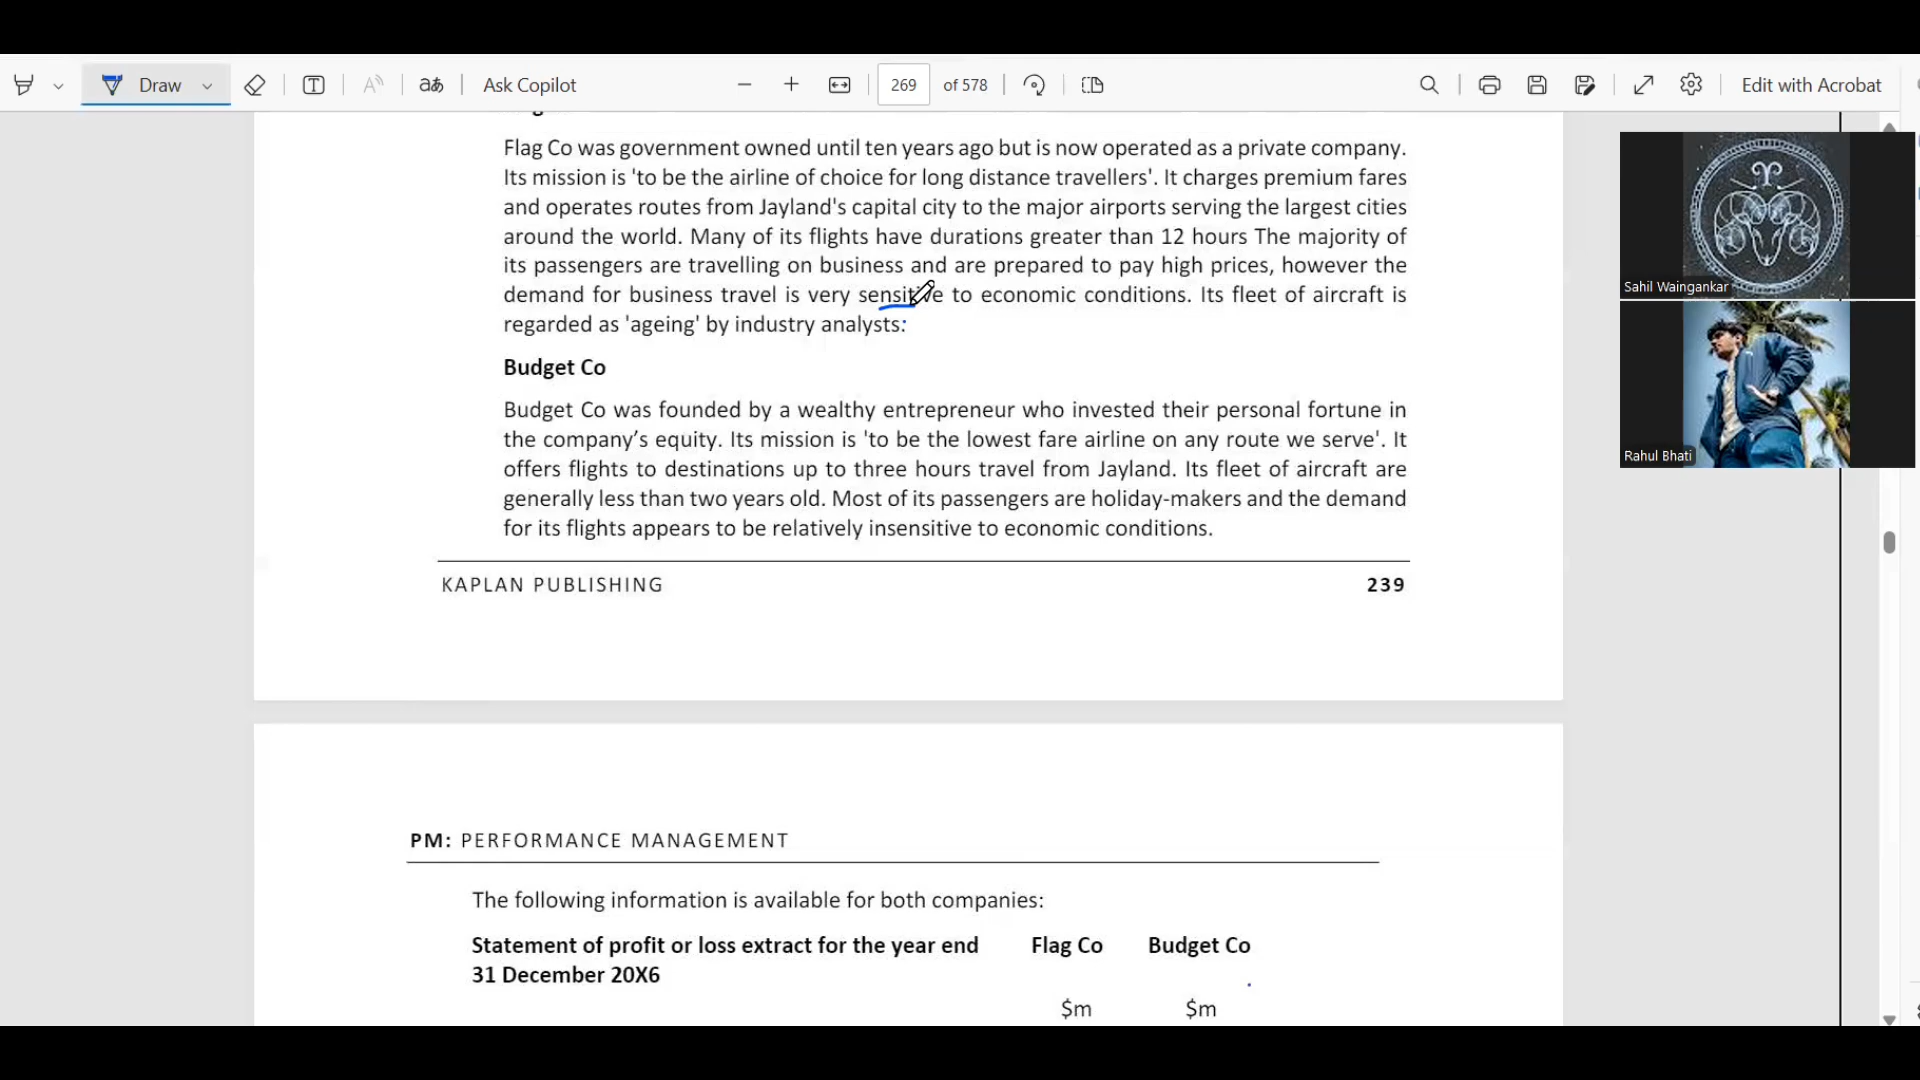 Draw
aあ
Ask Copilot
269
of 578
Edit with Acrobat
Flag Co was government owned until ten years ago but is now operated as a private company.
Its mission is 'to be the airline of choice for long distance travellers'. It charges premium fares
and operates routes from Jayland's capital city to the major airports serving the largest cities
around the world. Many of its flights have durations greater than 12 hours The majority of
its passengers are travelling on business and are prepared to pay high prices, however the
demand for business travel is very sensitive to economic conditions. Its fleet of aircraft is
regarded as 'ageing' by industry analysts:
Budget Co
Budget Co was founded by a wealthy entrepreneur who invested their personal fortune in
the company’s equity. Its mission is 'to be the lowest fare airline on any route we serve'. It
offers flights to destinations up to three hours travel from Jayland. Its fleet of aircraft are
generally less than two years old. Most of its passengers are holiday-makers and the demand
for its flights appears to be relatively insensitive to economic conditions.
KAPLAN PUBLISHING
239
PM: PERFORMANCE MANAGEMENT
The following information is available for both companies:
Statement of profit or loss extract for the year end
Flag Co
Budget Co
31 December 20X6
$m
$m
Sahil Waingankar
Rahul Bhati